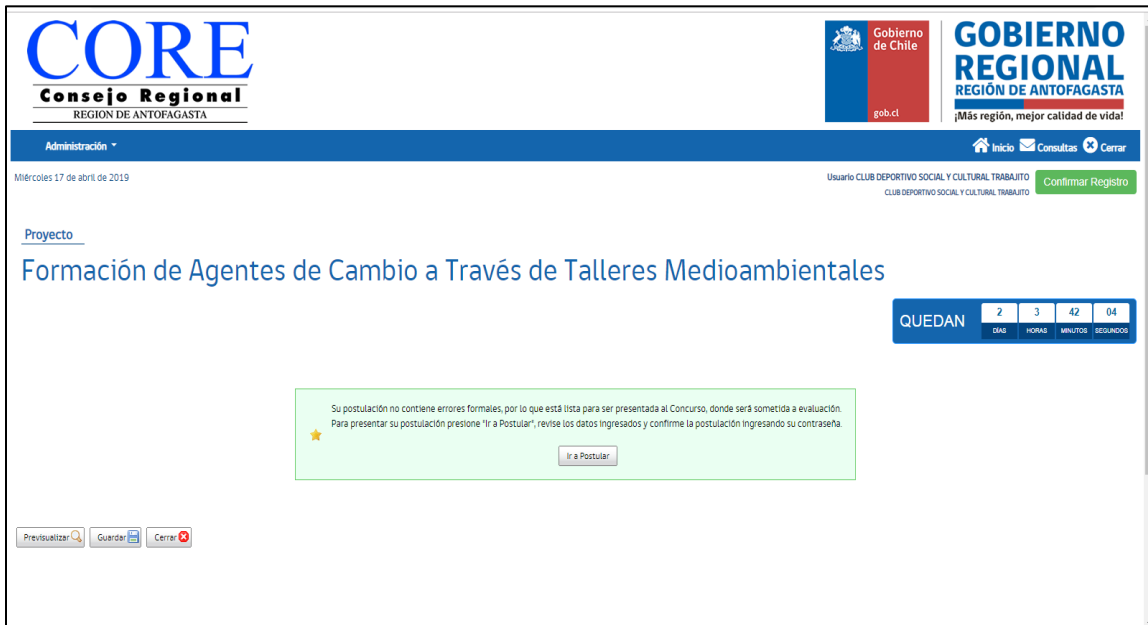 CORE
Consejo Regional
REGION DE ANTOFAGASTA
Gobierno
de Chile
gob.cl
GOBIERNO
REGIONAL
REGIÓN DE ANTOFAGASTA
¡Más región, mejor calidad de vida!
Administración
Inicio Consultas Cerrar
Miércoles 17 de abril de 2019
Usuario CLUB DEPORTIVO SOCIAL Y CULTURAL TRABAJITO
CLUB DEPORTIVO SOCIAL Y CULTURAL TRABAJITO
Confirmar Registro
Proyecto
Formación de Agentes de Cambio a Través de Talleres Medioambientales
QUEDAN
2 3 42 04
DÍAS HORAS MINUTOS SEGUNDOS
Su postulación no contiene errores formales, por lo que está lista para ser presentada al Concurso, donde será sometida a evaluación.
Para presentar su postulación presione "Ir a Postular", revise los datos ingresados y confirme la postulación ingresando su contraseña.
Ir a Postular
Previsualizar Guardar Cerrar